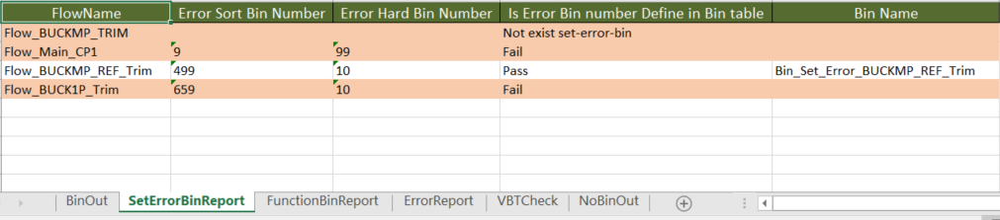 FlowName Error Sort Bin Number Error Hard Bin Number Is Error Bin number Define in Bin table Bin Name
Flow_BUCKMP_TRIM Not exist set-error-bin
Flow_Main_CP1 9 99 Fail
Flow_BUCKMP_REF_Trim 499 10 Pass Bin_Set_Error_BUCKMP_REF_Trim
Flow_BUCK1P_Trim 659 10 Fail
BinOut SetErrorBinReport FunctionBinReport ErrorReport VBTCheck NoBinOut